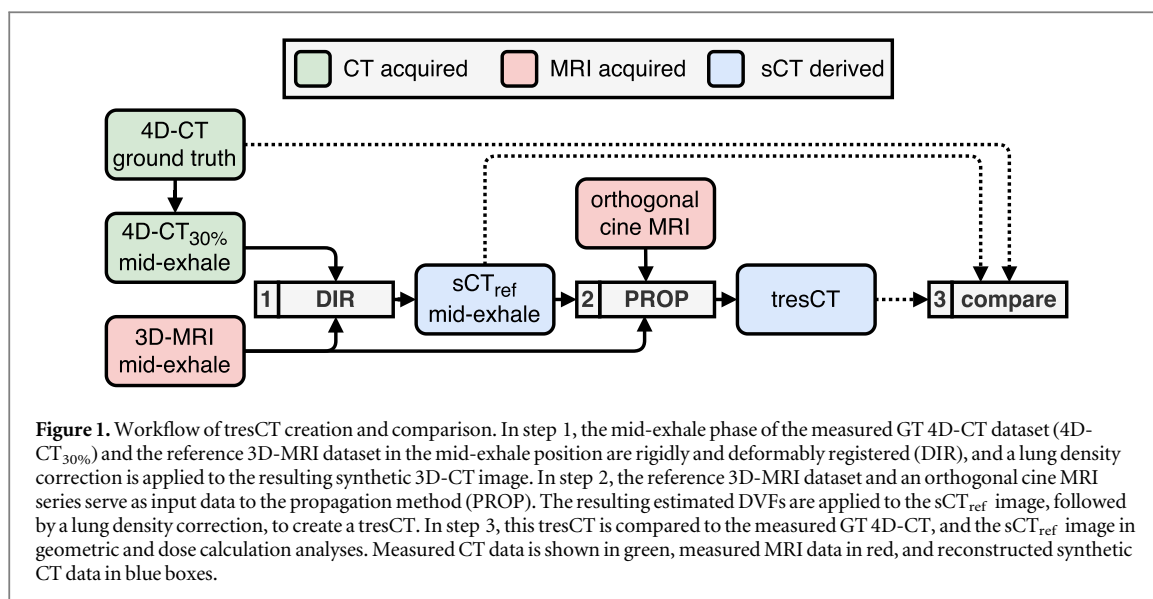 CT acquired MRI acquired sCT derived
4D-CT
ground truth
orthogonal
cine MRI
4D-CT30%
mid-exhale
1 DIR
sCTref
mid-exhale
2 PROP
tresCT
3 compare
3D-MRI
mid-exhale
Figure 1. Workflow of tresCT creation and comparison. In step 1, the mid-exhale phase of the measured GT 4D-CT dataset (4D-
CT30%) and the reference 3D-MRI dataset in the mid-exhale position are rigidly and deformably registered (DIR), and a lung density
correction is applied to the resulting synthetic 3D-CT image. In step 2, the reference 3D-MRI dataset and an orthogonal cine MRI
series serve as input data to the propagation method (PROP). The resulting estimated DVFs are applied to the sCTref image, followed
by a lung density correction, to create a tresCT. In step 3, this tresCT is compared to the measured GT 4D-CT, and the sCTref image in
geometric and dose calculation analyses. Measured CT data is shown in green, measured MRI data in red, and reconstructed synthetic
CT data in blue boxes.